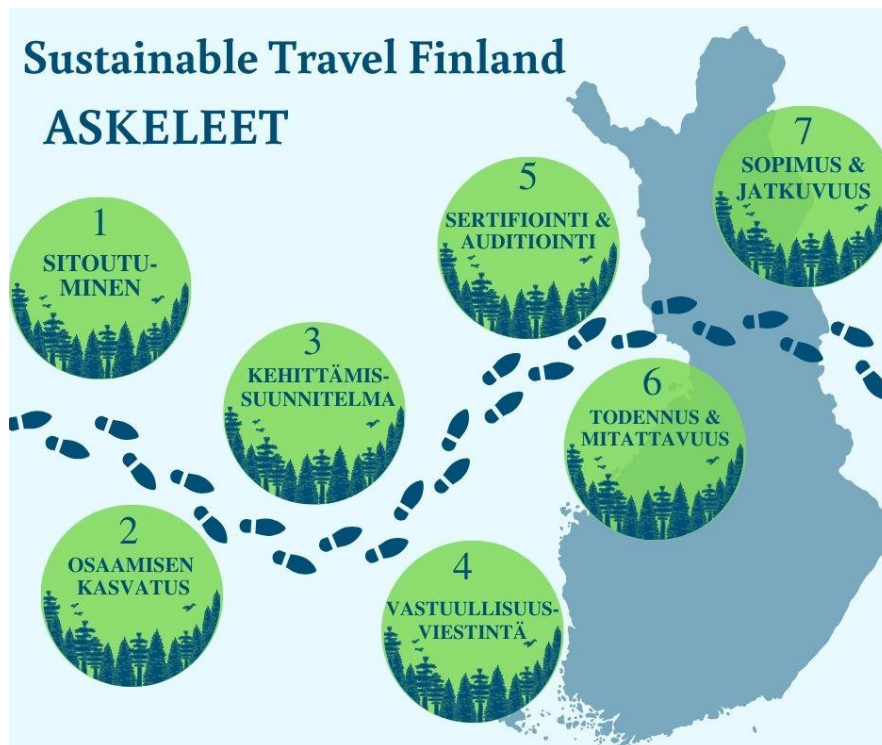 Sustainable Travel Finland
ASKELEET
1
SITOUTU-
MINEN
2
OSAAMISEN
KASVATUS
3
KEHITTÄMIS-
SUUNNITELMA
4
VASTUULLISUUS-
VIESTINTÄ
5
SERTIFIOINTI &
AUDITIOINTI
6
TODENNUS &
MITATTAVUUS
7
SOPIMUS &
JATKUVUUS